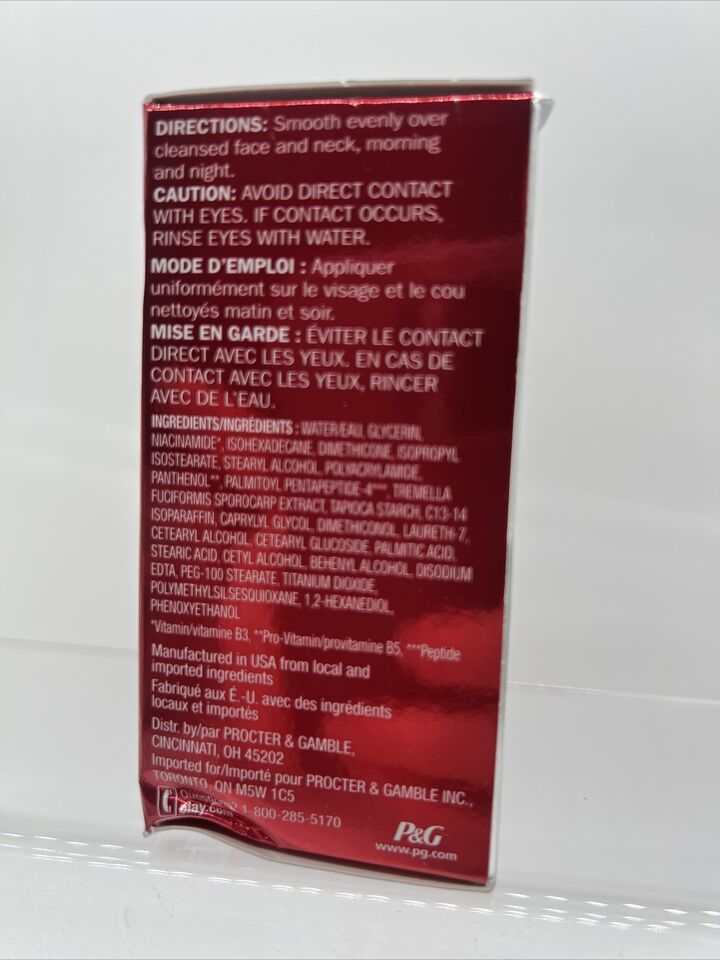 DIRECTIONS: Smooth evenly over
cleansed face and neck, morning
and night.
CAUTION: AVOID DIRECT CONTACT
WITH EYES. IF CONTACT OCCURS,
RINSE EYES WITH WATER.
MODE D'EMPLOI : Appliquer
uniformément sur le visage et le cou
nettoyés matin et soir.
MISE EN GARDE : ÉVITER LE CONTACT
DIRECT AVEC LES YEUX. EN CAS DE
CONTACT AVEC LES YEUX, RINCER
AVEC DE L'EAU.
INGREDIENTS/INGRÉDIENTS : WATER/EAU, GLYCERIN,
NIACINAMIDE*, ISOHEXADECANE, DIMETHICONE, ISOPROPYL
ISOSTEARATE, STEARYL ALCOHOL, POLYACRYLAMIDE,
PANTHENOL**, PALMITOYL PENTAPEPTIDE-4***, TREMELLA
FUCIFORMIS SPOROCARP EXTRACT, TAPIOCA STARCH, C13-14
ISOPARAFFIN, CAPRYLYL GLYCOL, DIMETHICONOL, LAURETH-7,
CETEARYL ALCOHOL, CETEARYL GLUCOSIDE, PALMITIC ACID,
STEARIC ACID, CETYL ALCOHOL, BEHENYL ALCOHOL, DISODIUM
EDTA, PEG-100 STEARATE, TITANIUM DIOXIDE,
POLYMETHYLSILSESQUIOXANE, 1,2-HEXANEDIOL,
PHENOXYETHANOL
*Vitamin/vitamine B3, **Pro-Vitamin/provitamine B5, ***Peptide
Manufactured in USA from local and
imported ingredients
Fabriqué aux É.-U. avec des ingrédients
locaux et importés
Distr. by/par PROCTER & GAMBLE,
CINCINNATI, OH 45202
Imported for/Importé pour PROCTER & GAMBLE INC.,
TORONTO, ON M5W 1C5
Questions?
olay.com 1-800-285-5170
P&G
www.pg.com